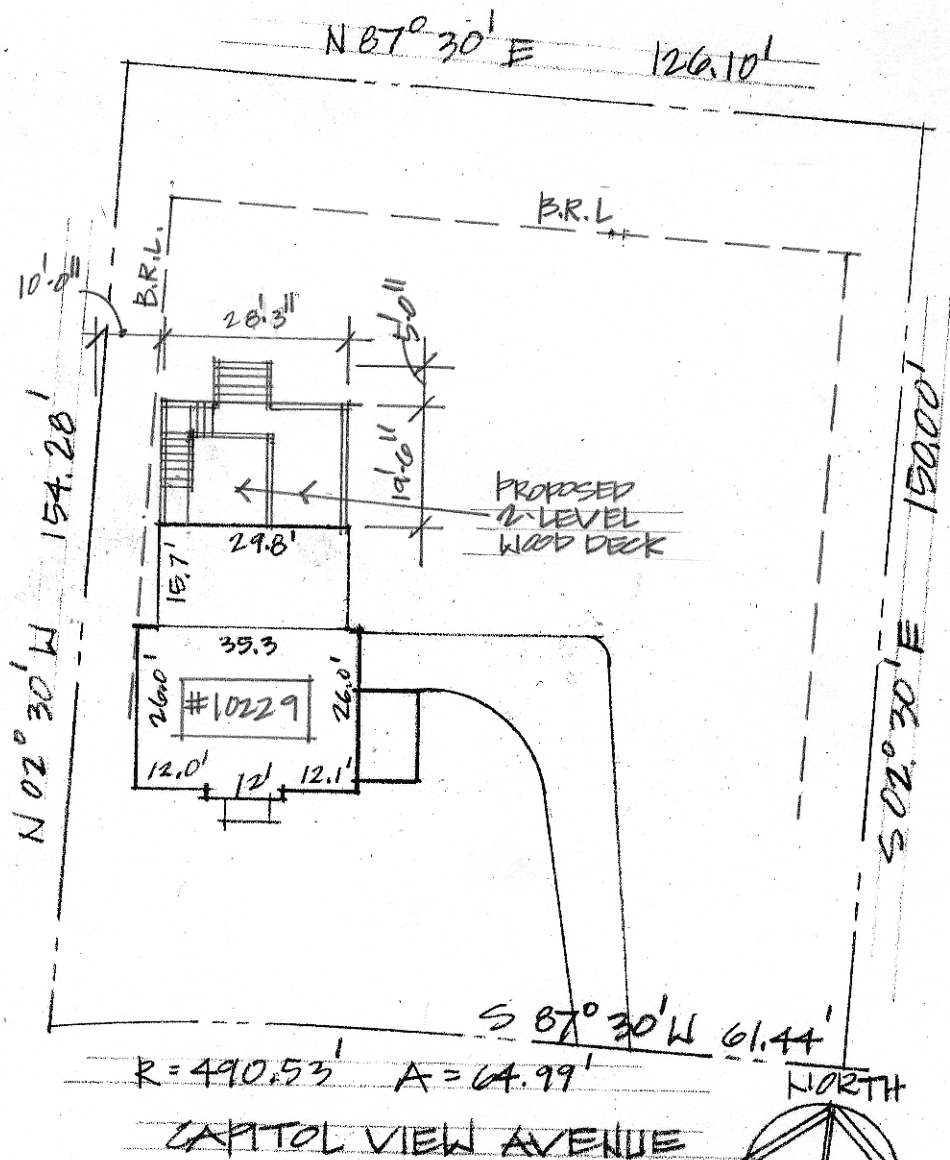 N 87° 30' E 126.10'
B.R.L
B.R.L.
10'-0"
28'-3"
5'-0"
19'-6"
PROPOSED
2-LEVEL
WOOD DECK
29.8'
15.7'
35.3
26.0'
#10229
26.0'
12.0'
12'
12.1'
N 02° 30' W 154.28'
S 02° 30' E 150.00'
S 87° 30' W 61.44'
R = 490.53' A = 64.99'
NORTH
CAPITOL VIEW AVENUE